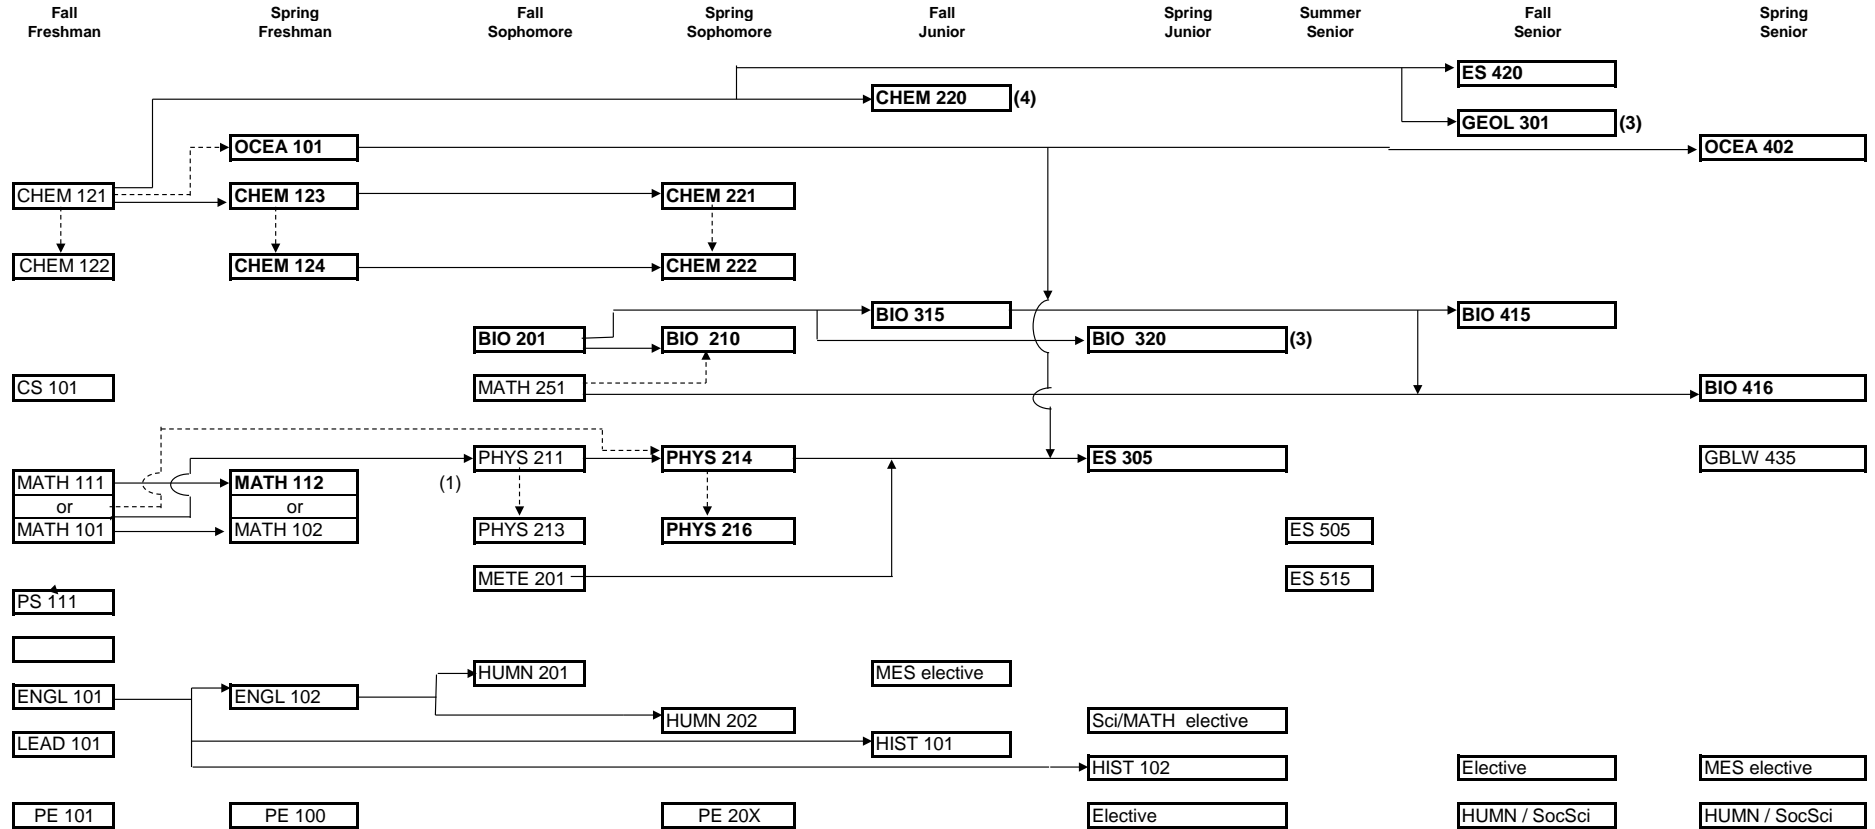 Fall Spring Fall Spring Fall Spring Summer Fall Spring
Freshman Freshman Sophomore Sophomore Junior Junior Senior Senior Senior
ES 420
CHEM 220 (4)
GEOL 301 (3)
OCEA 101 OCEA 402
CHEM 121 CHEM 123 CHEM 221
CHEM 122 CHEM 124 CHEM 222
BIO 315 BIO 415
BIO 201 BIO 210 BIO 320 (3)
CS 101 MATH 251 BIO 416
PHYS 211 PHYS 214 ES 305 GBLW 435
MATH 111 MATH 112 (1)
or or
MATH 101 MATH 102 PHYS 213 PHYS 216 ES 505
METE 201 ES 515
PS 111
HUMN 201 MES elective
ENGL 101 ENGL 102
HUMN 202 Sci/MATH elective
LEAD 101 HIST 101
HIST 102 Elective MES elective
PE 101 PE 100 PE 20X Elective HUMN / SocSci HUMN / SocSci